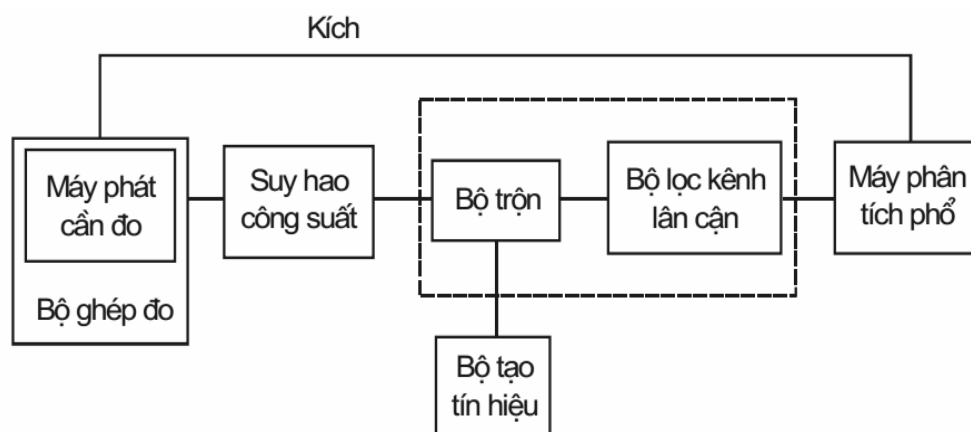 Kích
Máy phát
cần đo
Bộ ghép đo
Suy hao
công suất
Bộ trộn
Bộ lọc kênh
lân cận
Máy phân
tích phổ
Bộ tạo
tín hiệu